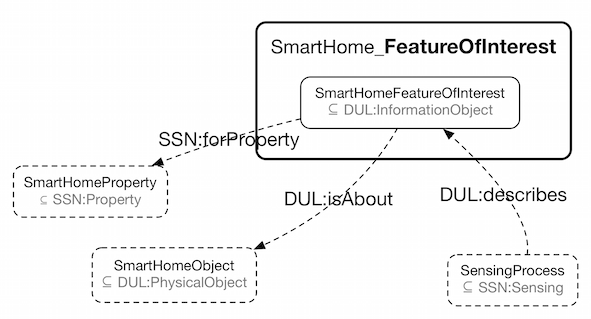 SmartHome_FeatureOfInterest
SmartHomeFeatureOfInterest
⊆ DUL:InformationObject
SSN:forProperty
SmartHomeProperty
⊆ SSN:Property
DUL:isAbout
DUL:describes
SmartHomeObject
⊆ DUL:PhysicalObject
SensingProcess
⊆ SSN:Sensing